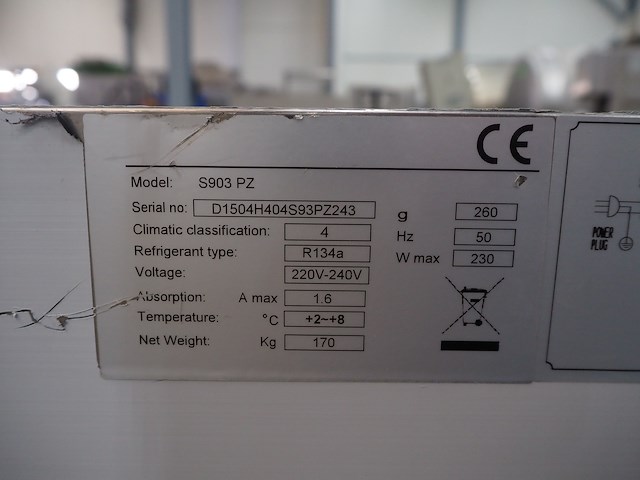 CE
Model: S903 PZ
Serial no: D1504H404S93PZ243 g 260
Climatic classification: 4 Hz 50
Refrigerant type: R134a W max 230
Voltage: 220V-240V
Absorption: A max 1.6
Temperature: °C +2~+8
Net Weight: Kg 170
POWER
PLUG